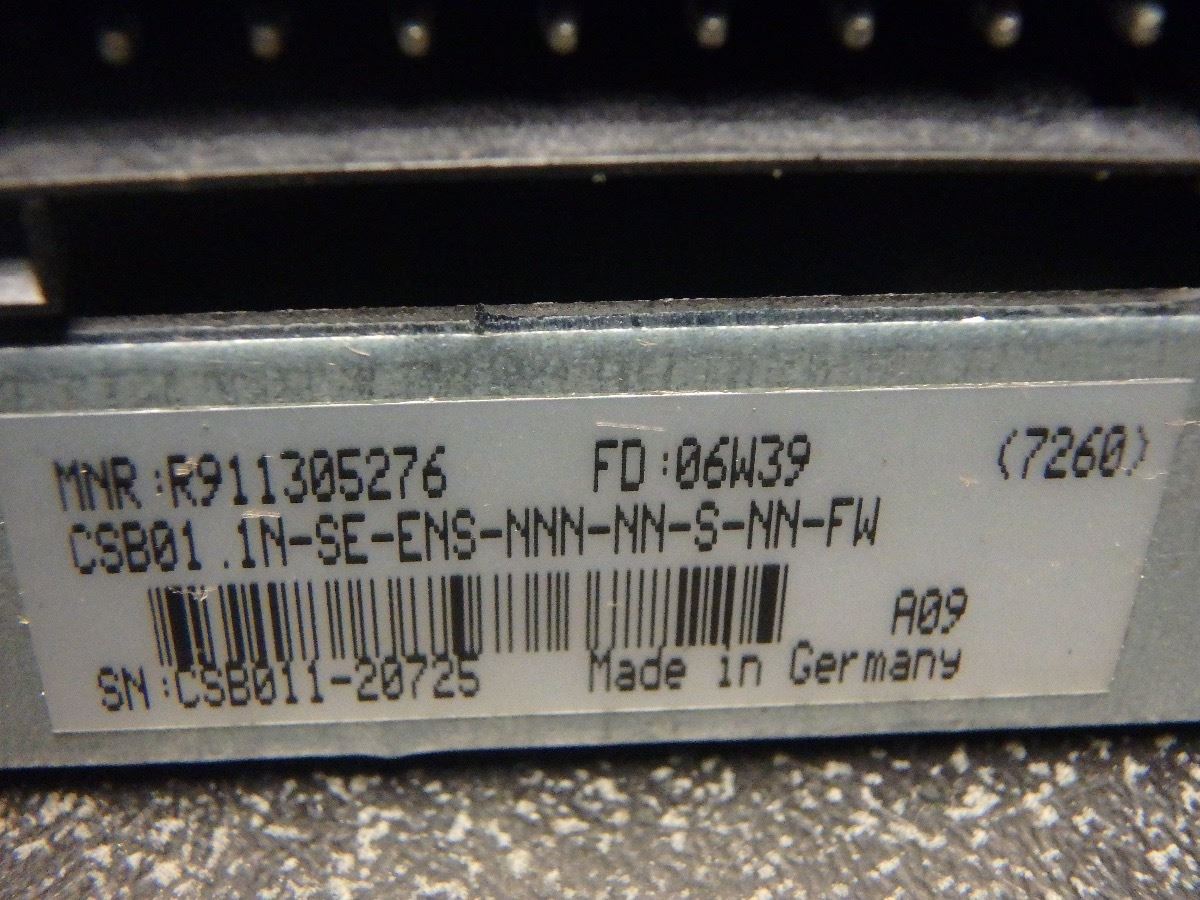 MNR:R911305276 FD:06W39 (7260)
CSB01.1N-SE-ENS-NNN-NN-S-NN-FW
A09
SN:CSB011-20725 Made in Germany